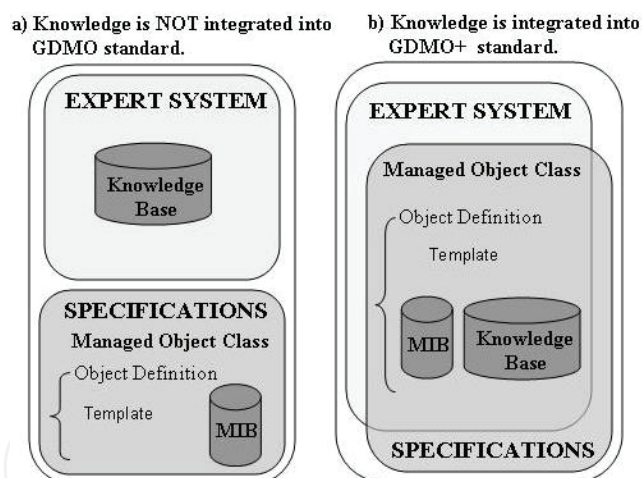 a) Knowledge is NOT integrated into
GDMO standard.
EXPERT SYSTEM
Knowledge
Base
SPECIFICATIONS
Managed Object Class
Object Definition
Template
MIB
b) Knowledge is integrated into
GDMO+ standard.
EXPERT SYSTEM
Managed Object Class
Object Definition
Template
MIB
Knowledge
Base
SPECIFICATIONS